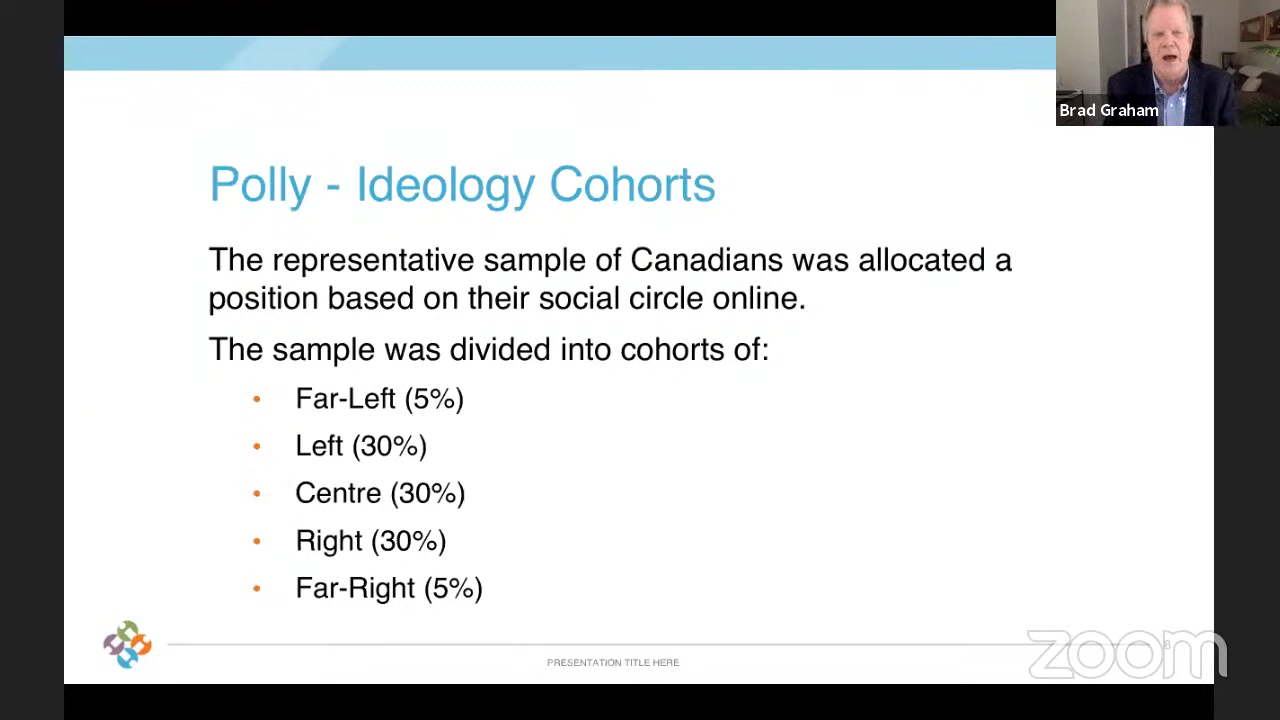 Brad Graham
Polly - Ideology Cohorts
The representative sample of Canadians was allocated a
position based on their social circle online.
The sample was divided into cohorts of:
• Far-Left (5%)
• Left (30%)
• Centre (30%)
• Right (30%)
• Far-Right (5%)
PRESENTATION TITLE HERE
8
zoom